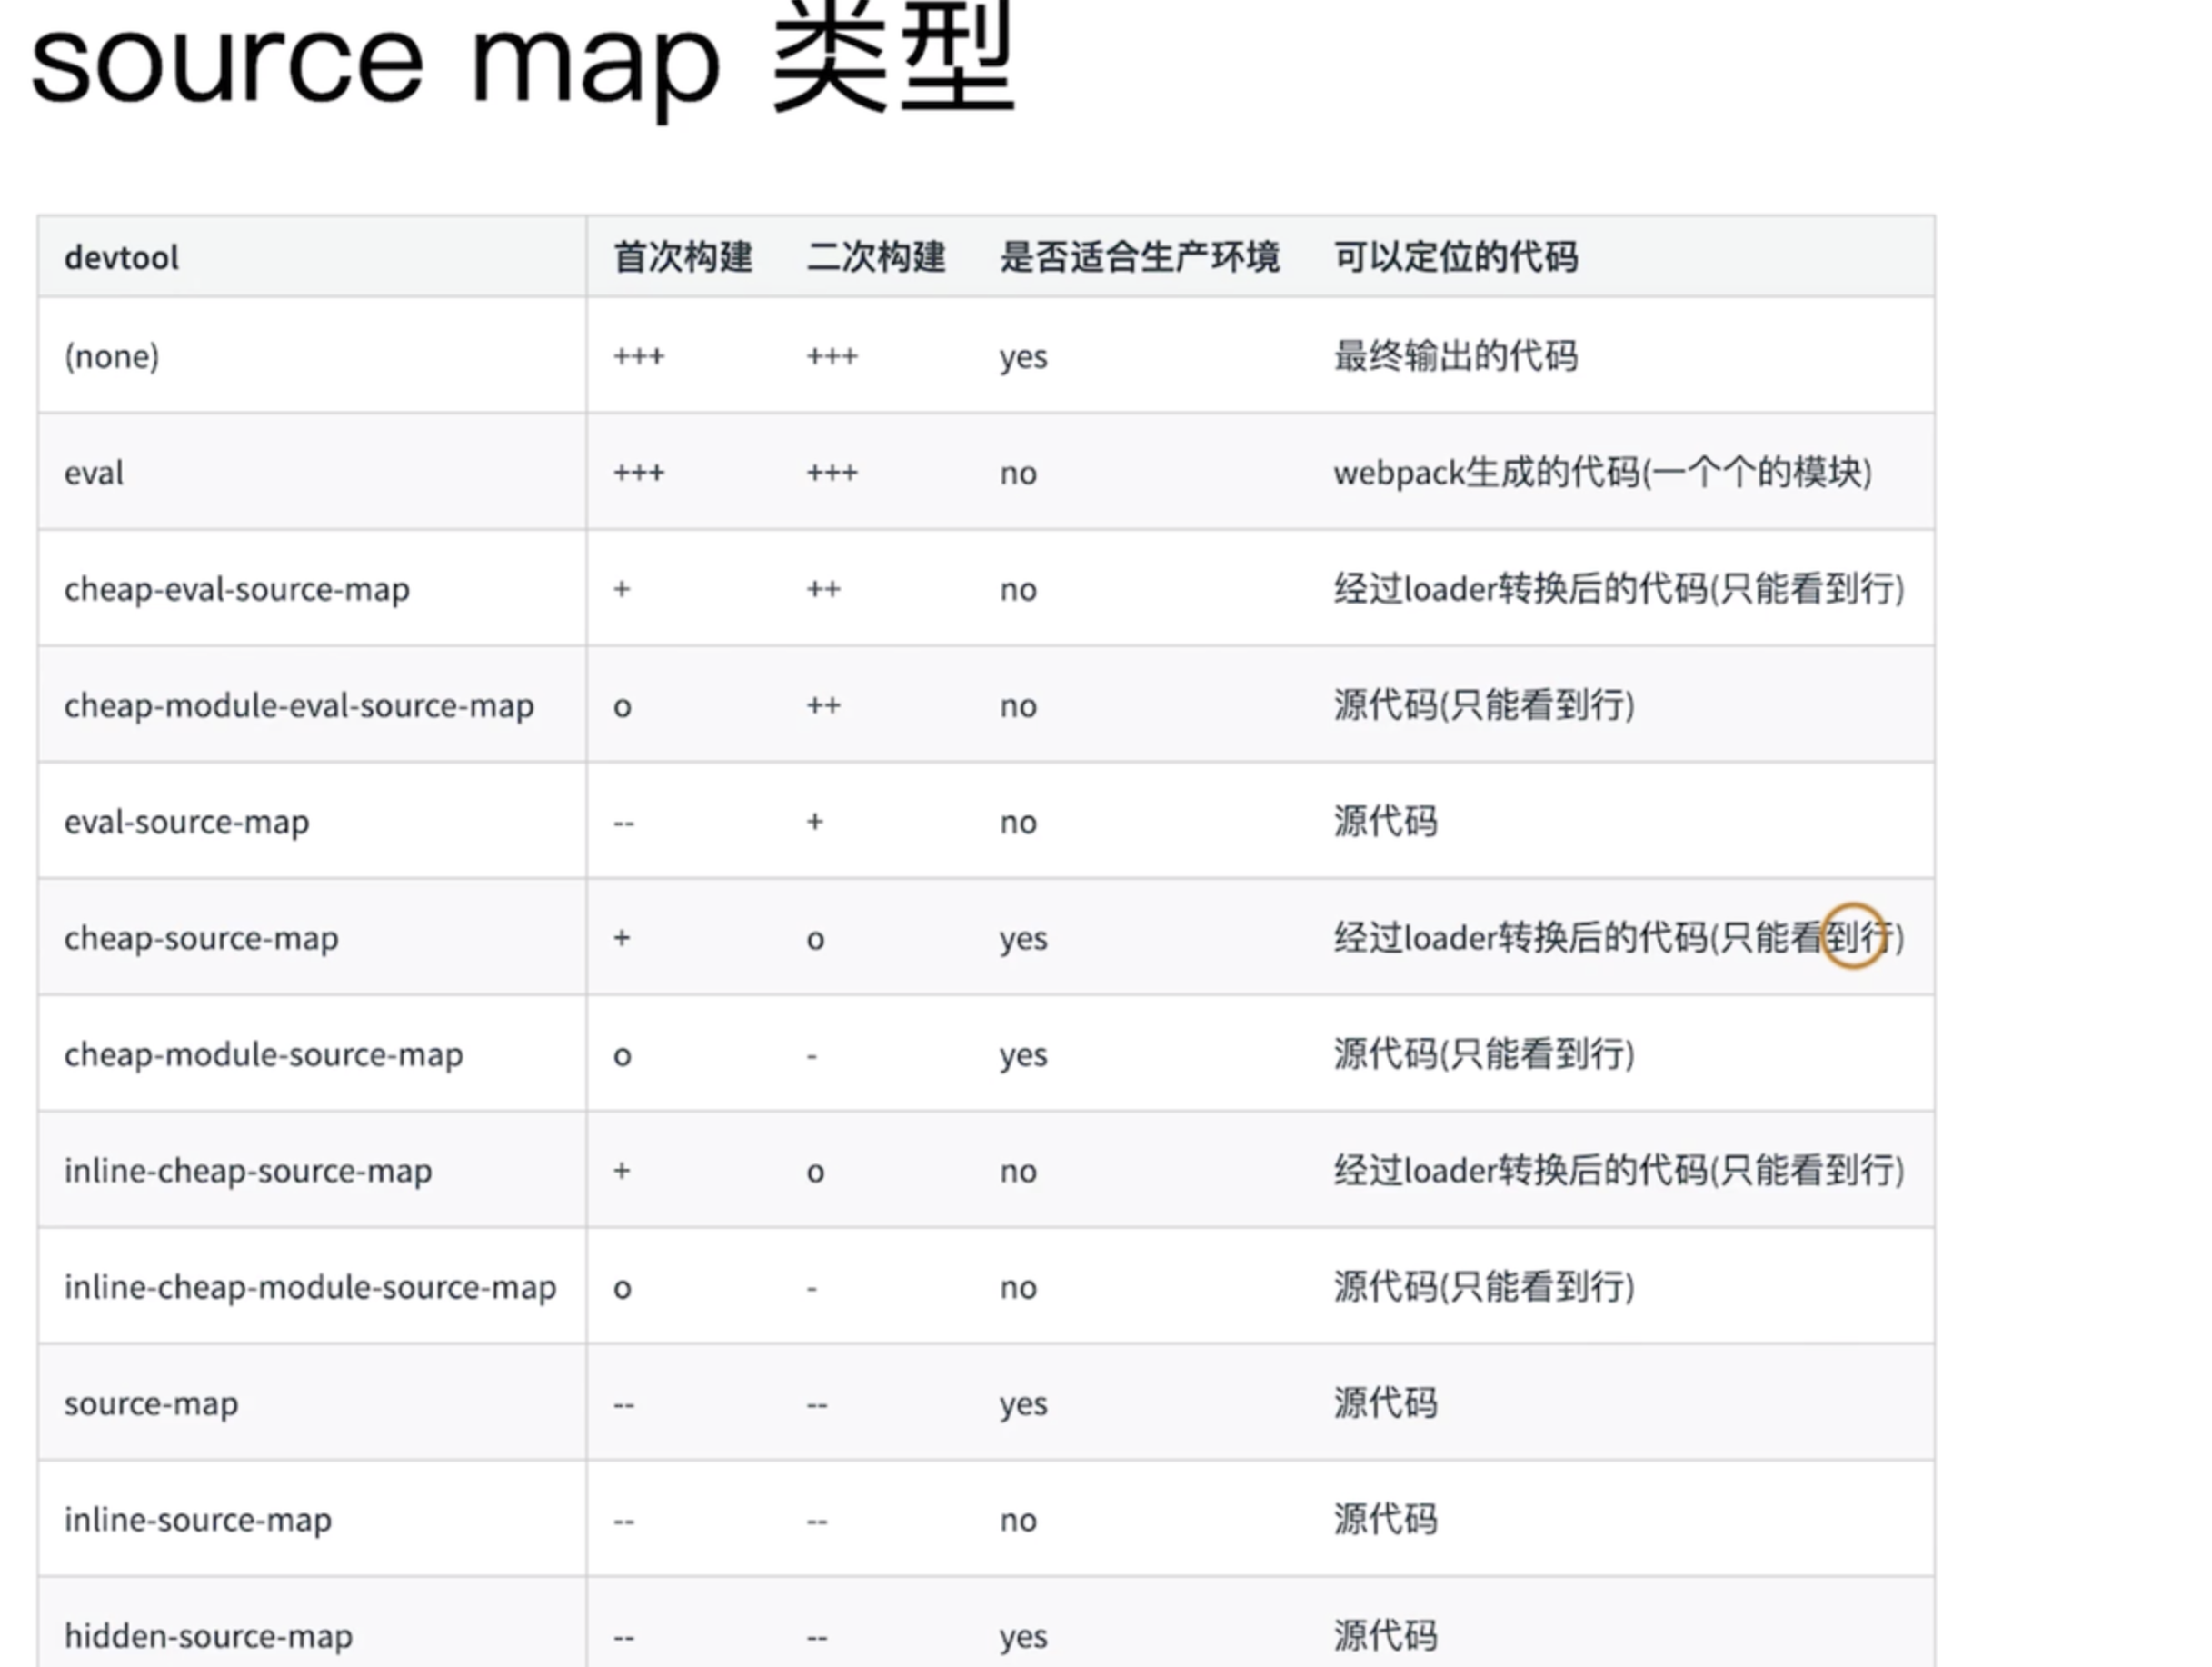 source map 类型
devtool 首次构建 二次构建 是否适合生产环境 可以定位的代码
(none) +++ +++ yes 最终输出的代码
eval +++ +++ no webpack生成的代码(一个个的模块)
cheap-eval-source-map + ++ no 经过loader转换后的代码(只能看到行)
cheap-module-eval-source-map o ++ no 源代码(只能看到行)
eval-source-map -- + no 源代码
cheap-source-map + o yes 经过loader转换后的代码(只能看到行)
cheap-module-source-map o - yes 源代码(只能看到行)
inline-cheap-source-map + o no 经过loader转换后的代码(只能看到行)
inline-cheap-module-source-map o - no 源代码(只能看到行)
source-map -- -- yes 源代码
inline-source-map -- -- no 源代码
hidden-source-map -- -- yes 源代码